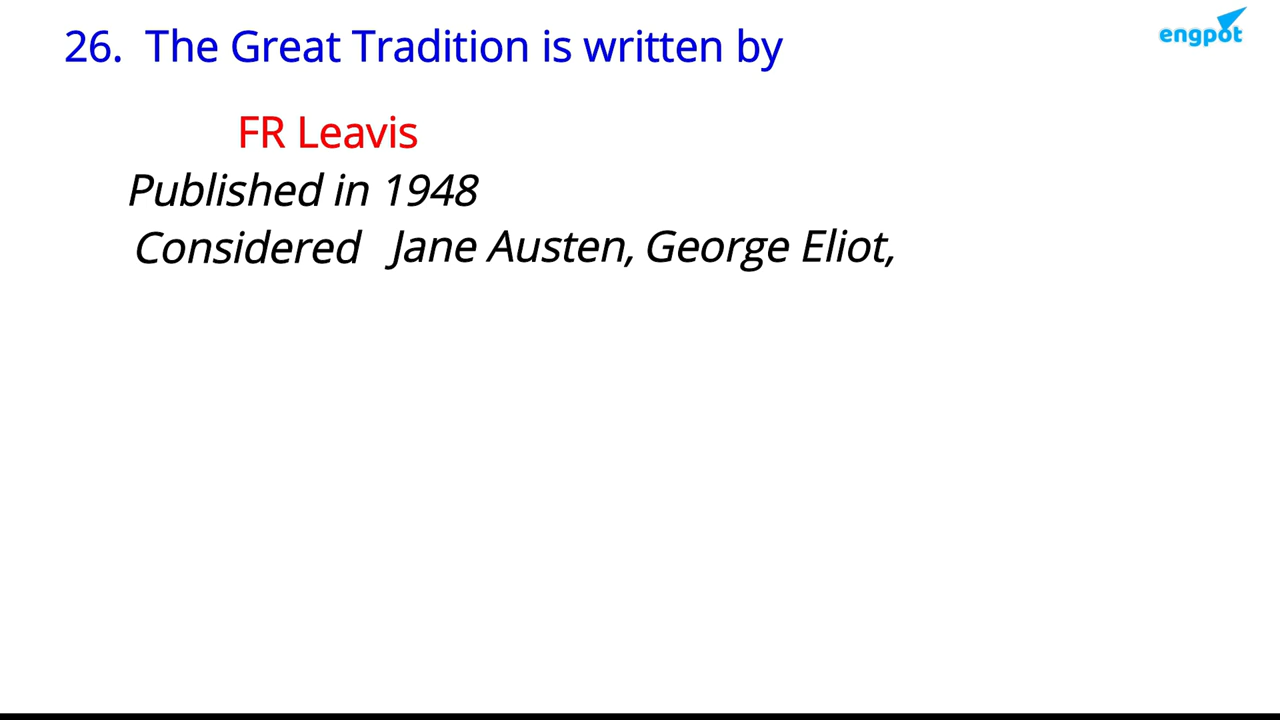 26. The Great Tradition is written by
engpot
FR Leavis
Published in 1948
Considered Jane Austen, George Eliot,